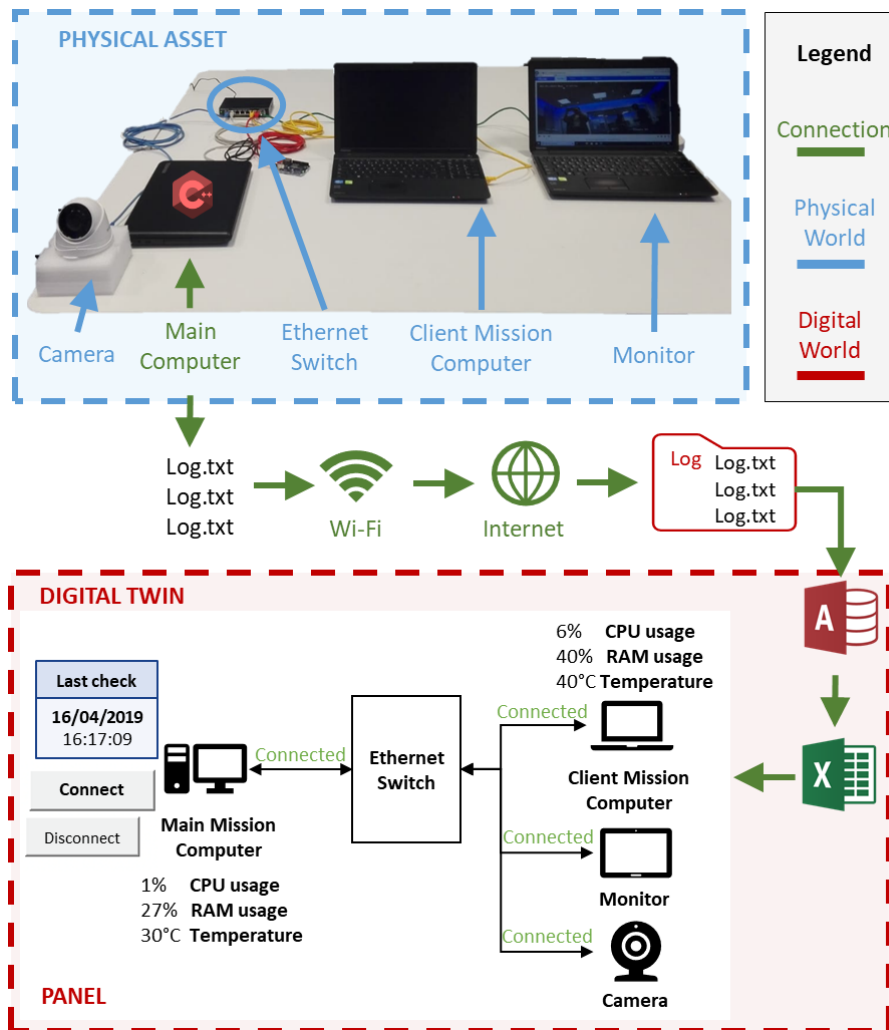 PHYSICAL ASSET
Legend
Connection
Physical
World
Digital
World
C++
Camera
Main
Computer
Ethernet
Switch
Client Mission
Computer
Monitor
Log.txt
Log.txt
Log.txt
Wi-Fi
Internet
Log
Log.txt
Log.txt
Log.txt
DIGITAL TWIN
A
X
Last check
16/04/2019
16:17:09
Connect
Disconnect
Main Mission
Computer
1% CPU usage
27% RAM usage
30°C Temperature
Connected
Ethernet
Switch
6% CPU usage
40% RAM usage
40°C Temperature
Connected
Client Mission
Computer
Connected
Monitor
Connected
Camera
PANEL